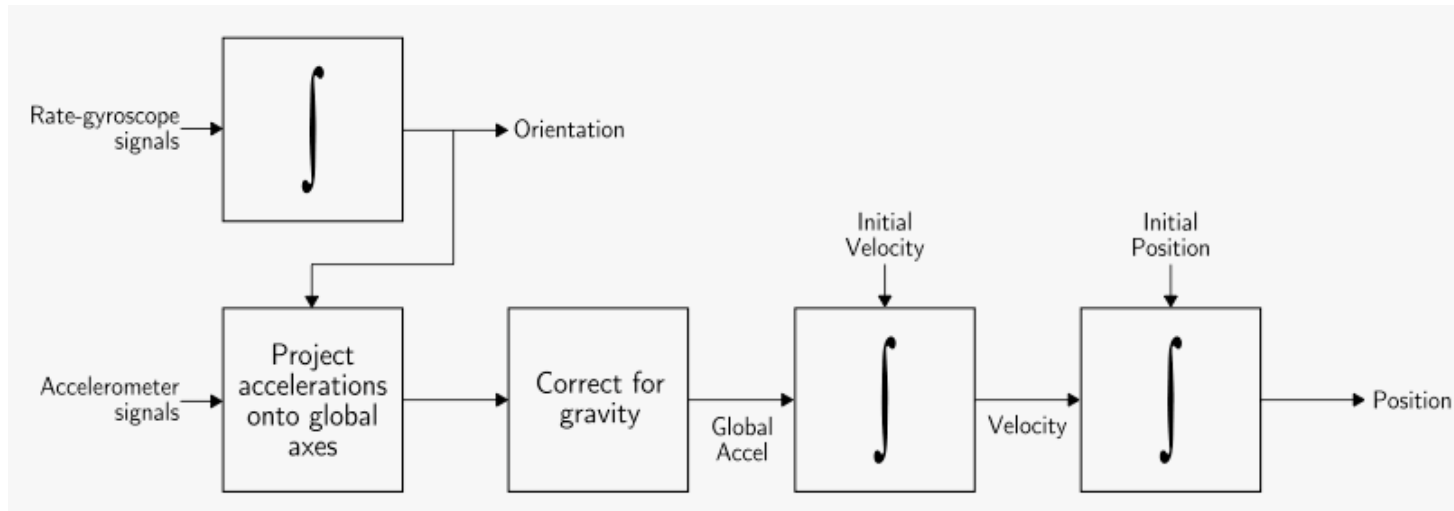 Rate-gyroscope
signals
∫
Orientation
Initial
Velocity
Initial
Position
Accelerometer
signals
Project
accelerations
onto global
axes
Correct for
gravity
Global
Accel
∫
Velocity
∫
Position